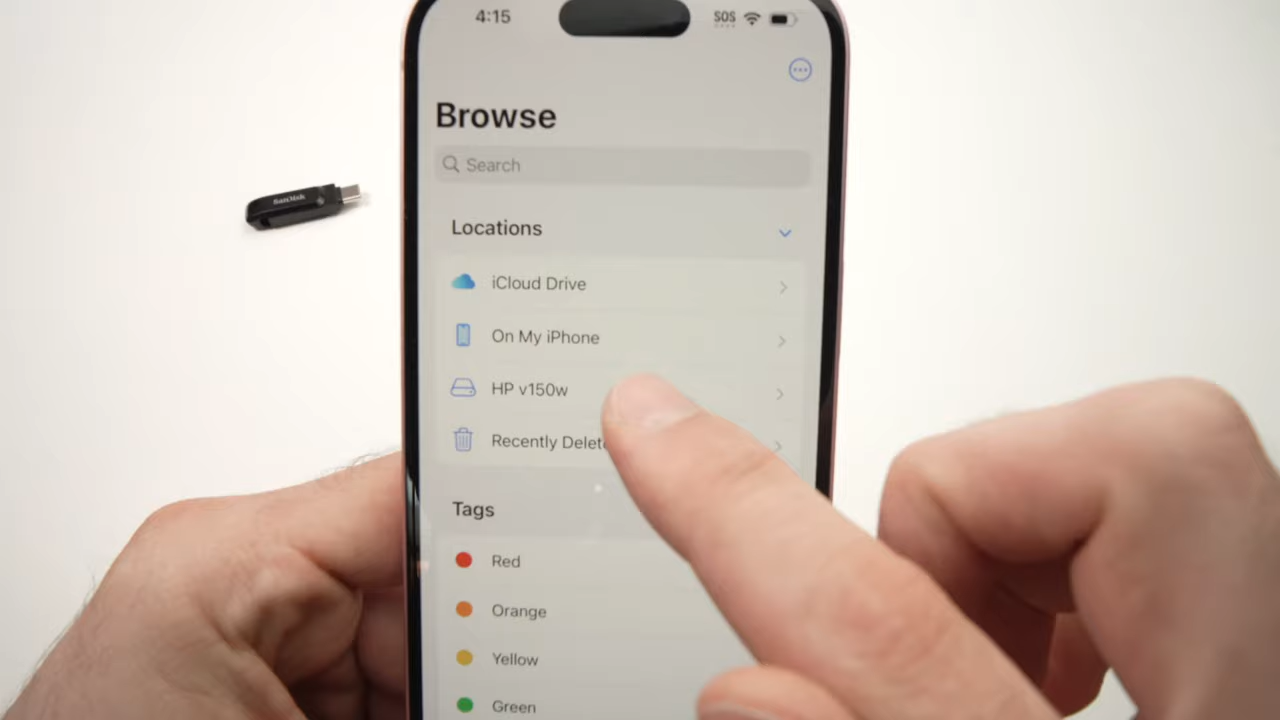 4:15
SOS
Browse
Search
Locations
iCloud Drive
On My iPhone
HP v150w
Recently Delet
Tags
Red
Orange
Yellow
Green
SanDisk